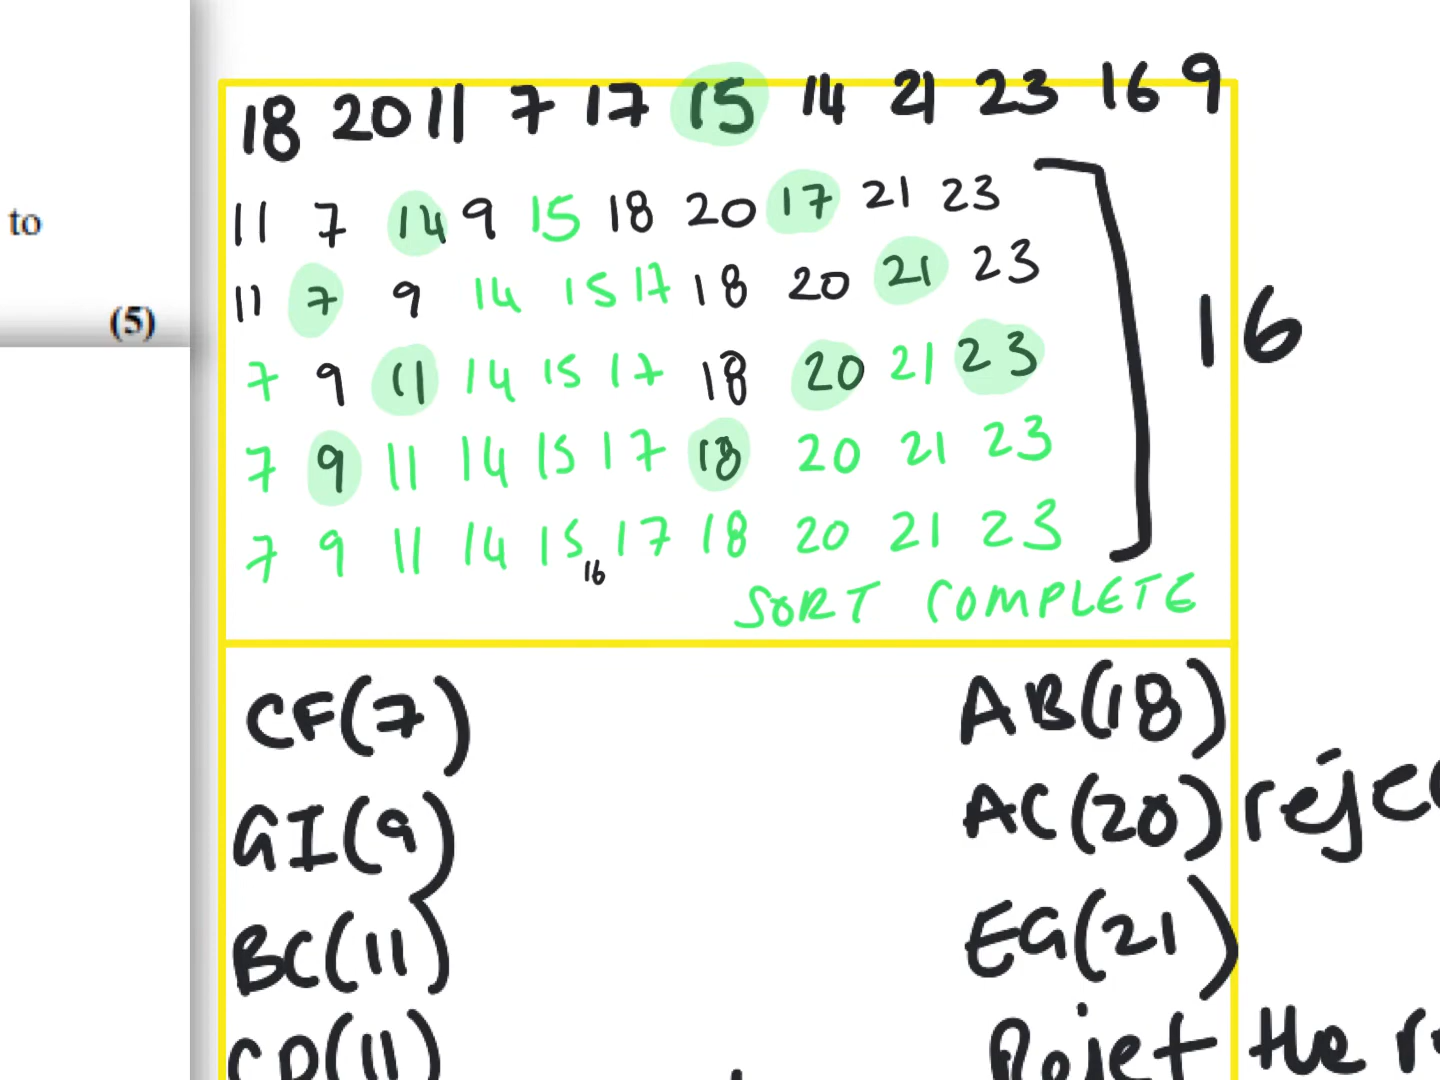 18 20 11 7 17 15 14 21 23 16 9
11 7 14 9 15 18 20 17 21 23
11 7 9 14 15 17 18 20 21 23
7 9 11 14 15 17 18 20 21 23
7 9 11 14 15 17 18 20 21 23
7 9 11 14 15 16 17 18 20 21 23
16
SORT COMPLETE
to
(5)
CF(7)
GI(9)
BC(11)
CD(11)
AB(18)
AC(20)
EG(21)
Rejet the